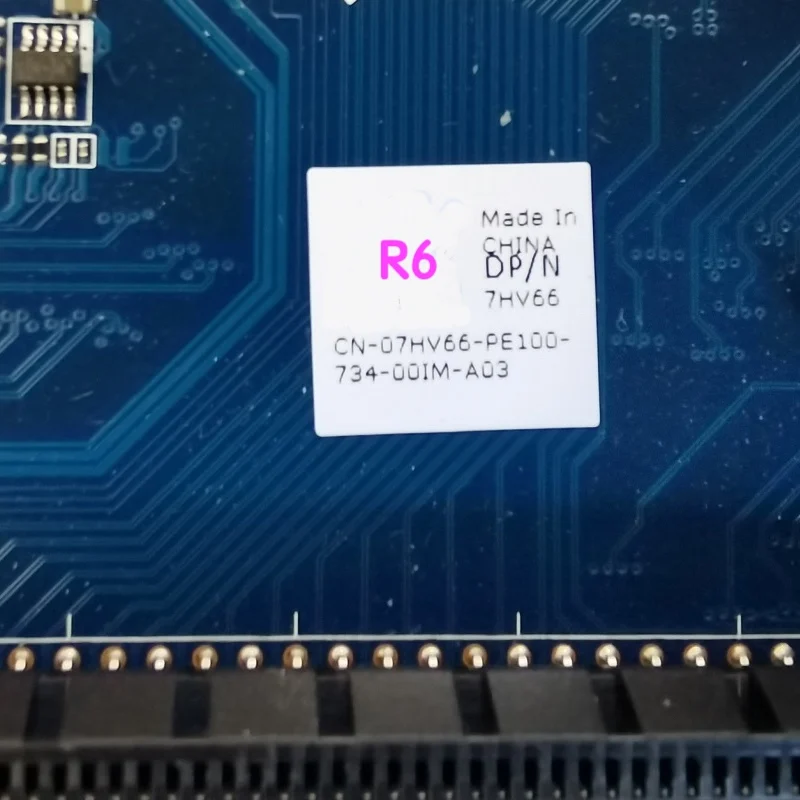 R6
Made In
CHINA
DP/N
7HV66
CN-07HV66-PE100-
734-00IM-A03